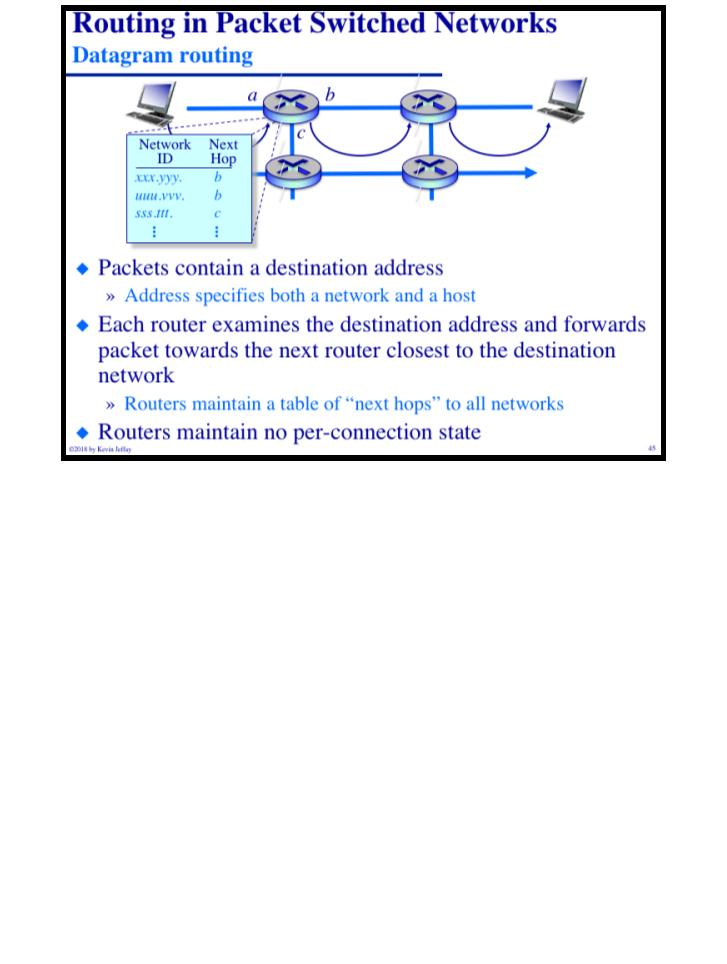 Routing in Packet Switched Networks
Datagram routing
a b
c
Network Next
ID Hop
xxx.yyy. b
uuu.vvv. b
sss.ttt. c
⋮ ⋮
◆ Packets contain a destination address
» Address specifies both a network and a host
◆ Each router examines the destination address and forwards
packet towards the next router closest to the destination
network
» Routers maintain a table of “next hops” to all networks
◆ Routers maintain no per-connection state
©2018 by Kevin Jeffay 45